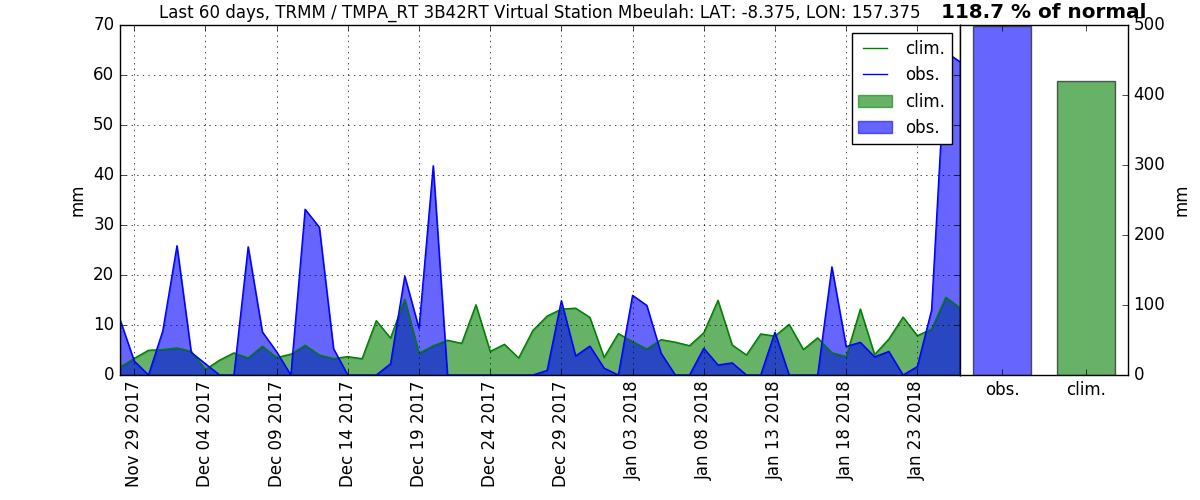 Last 60 days, TRMM / TMPA_RT 3B42RT Virtual Station Mbeulah: LAT: -8.375, LON: 157.375
118.7 % of normal
clim.
obs.
clim.
obs.
70
60
50
40
30
20
10
0
mm
Nov 29 2017
Dec 04 2017
Dec 09 2017
Dec 14 2017
Dec 19 2017
Dec 24 2017
Dec 29 2017
Jan 03 2018
Jan 08 2018
Jan 13 2018
Jan 18 2018
Jan 23 2018
obs.
clim.
500
400
300
200
100
0
mm